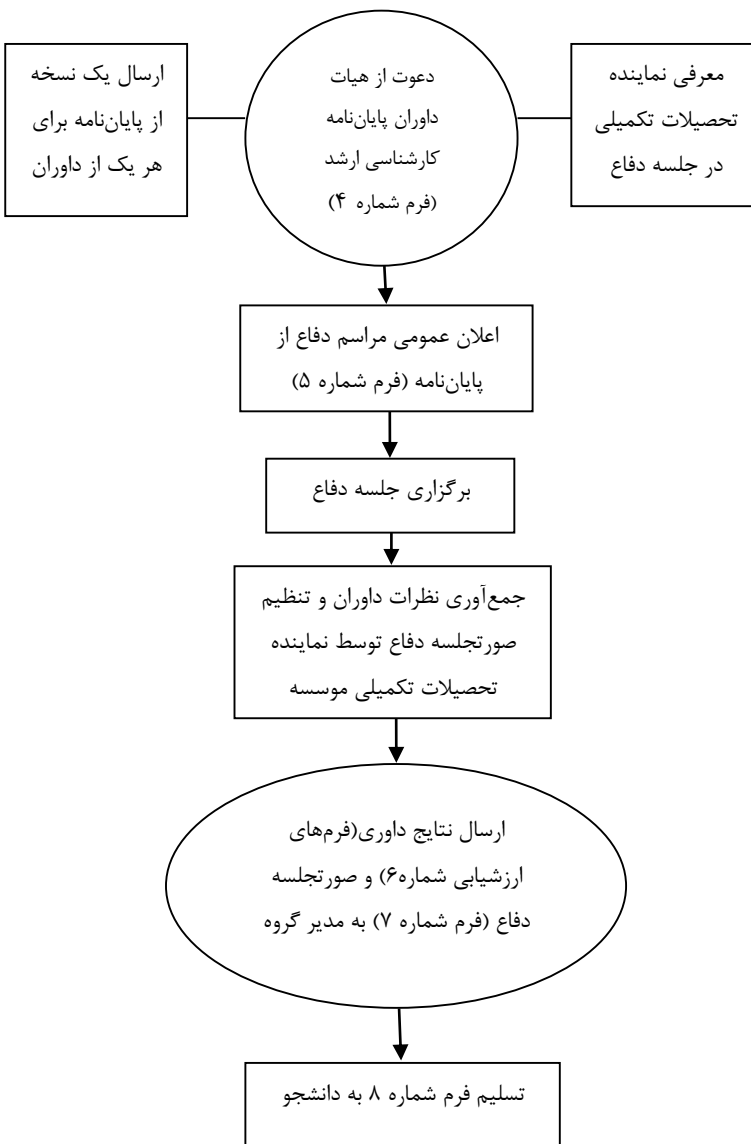 معرفی نماینده
تحصیلات تکمیلی
در جلسه دفاع
دعوت از هیات
داوران پایان‌نامه
کارشناسی ارشد
(فرم شماره ۴)
ارسال یک نسخه
از پایان‌نامه برای
هر یک از داوران
اعلان عمومی مراسم دفاع از
پایان‌نامه (فرم شماره ۵)
برگزاری جلسه دفاع
جمع‌آوری نظرات داوران و تنظیم
صورتجلسه دفاع توسط نماینده
تحصیلات تکمیلی موسسه
ارسال نتایج داوری(فرم‌های
ارزشیابی شماره۶) و صورتجلسه
دفاع (فرم شماره ۷) به مدیر گروه
تسلیم فرم شماره ۸ به دانشجو